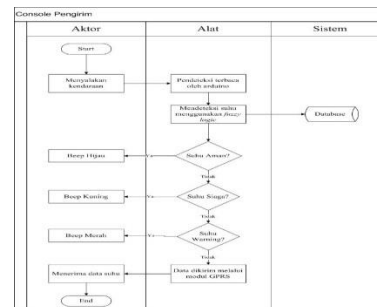 Console Pengirim
Aktor
Alat
Sistem
Start
Menyalakan
kendaraan
Pendeteksi terbaca
oleh arduino
Mendeteksi suhu
menggunakan fuzzy
logic
Database
Suhu Aman?
Ya
Beep Hijau
Tidak
Suhu Siaga?
Ya
Beep Kuning
Tidak
Suhu
Warning?
Ya
Beep Merah
Tidak
Data dikirim melalui
modul GPRS
Menerima data suhu
End